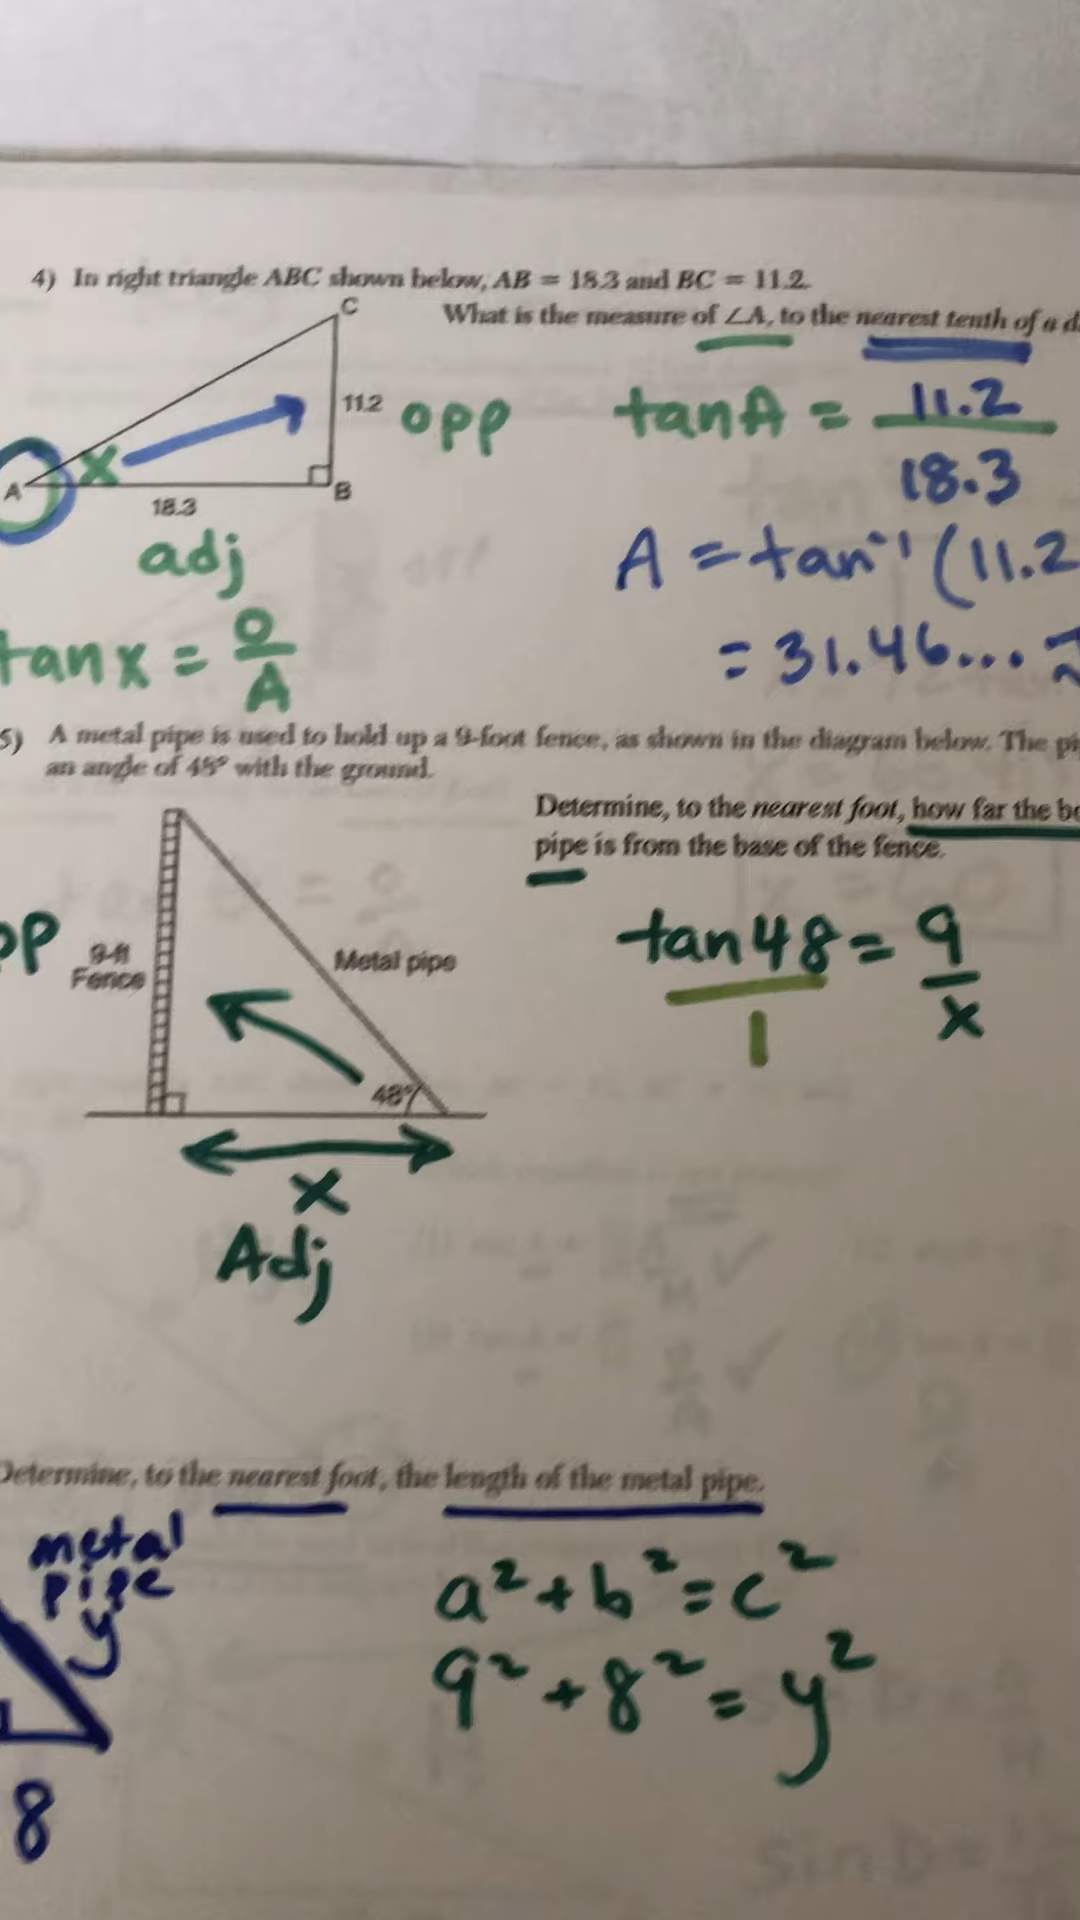 4) In right triangle ABC shown below, AB = 18.3 and BC = 11.2.
What is the measure of ∠A, to the nearest tenth of a
C
11.2
opp
A
x
18.3
B
adj
tan x = O/A
tanA = 11.2/18.3
A = tan⁻¹ (11.2
= 31.46...
5) A metal pipe is used to hold up a 9-foot fence, as shown in the diagram below. The
an angle of 48° with the ground.
Determine, to the nearest foot, how far the
pipe is from the base of the fence.
9-ft
Fence
Metal pipe
48°
x
Adj
tan48 = 9/x
1
Determine, to the nearest foot, the length of the metal pipe.
metal
pipe
y
8
a² + b² = c²
9² + 8² = y²